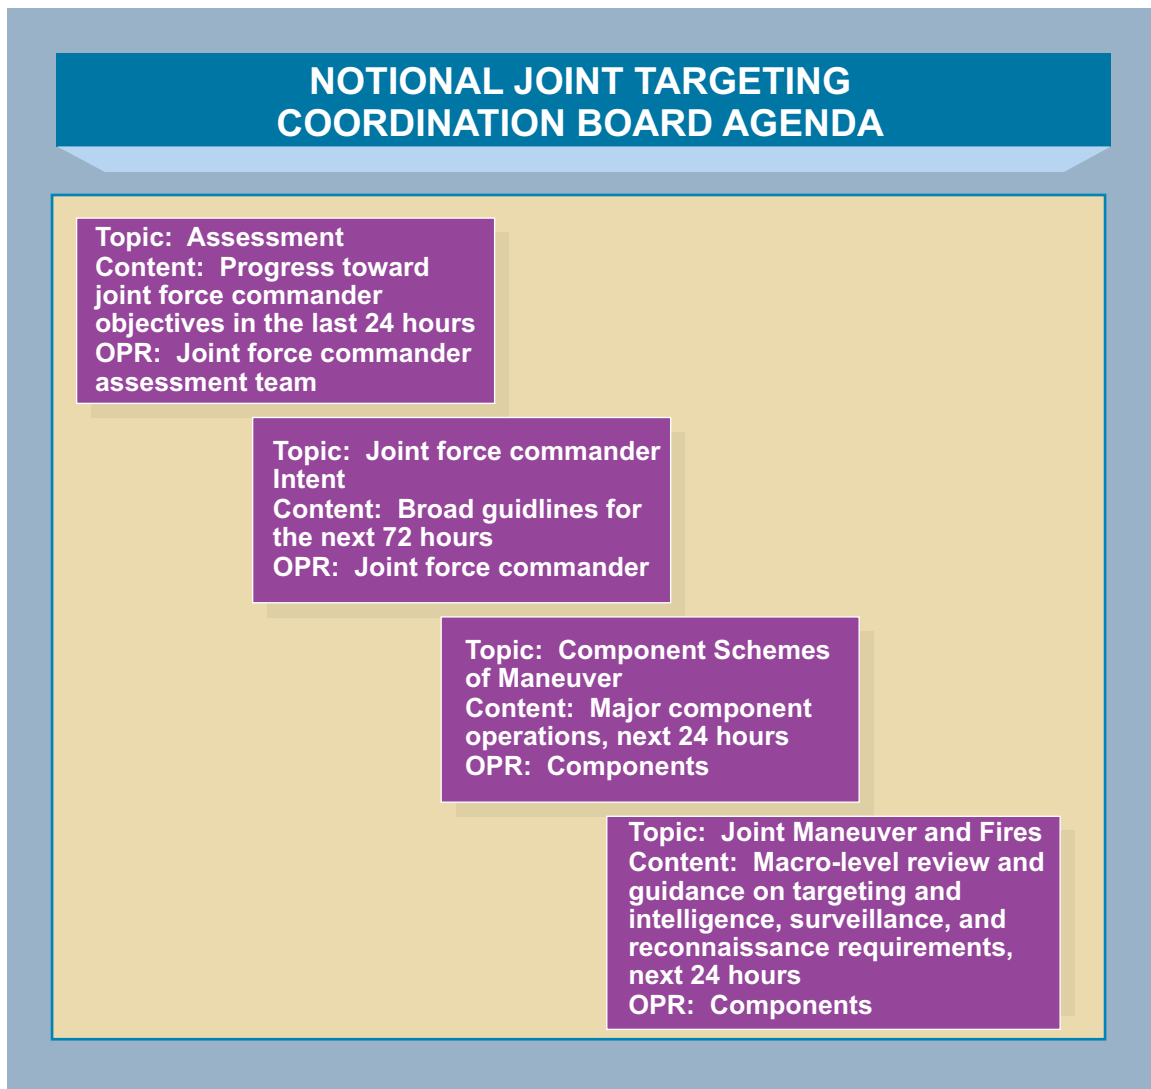 NOTIONAL JOINT TARGETING
COORDINATION BOARD AGENDA
Topic: Assessment
Content: Progress toward
joint force commander
objectives in the last 24 hours
OPR: Joint force commander
assessment team
Topic: Joint force commander
Intent
Content: Broad guidlines for
the next 72 hours
OPR: Joint force commander
Topic: Component Schemes
of Maneuver
Content: Major component
operations, next 24 hours
OPR: Components
Topic: Joint Maneuver and Fires
Content: Macro-level review and
guidance on targeting and
intelligence, surveillance, and
reconnaissance requirements,
next 24 hours
OPR: Components